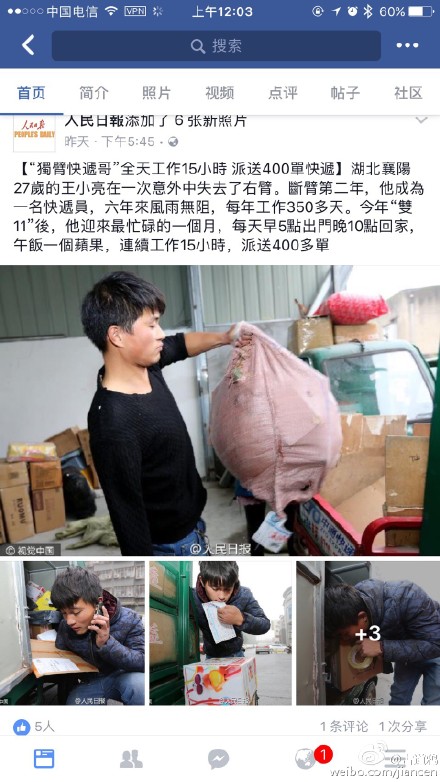 中国电信 VPN 上午12:03 60%
搜索
首页 简介 照片 视频 点评 帖子 社区
人民日报
PEOPLE'S DAILY
人民日報添加了 6 張新照片
昨天 · 下午5:45 ·
【“獨臂快遞哥”全天工作15小時 派送400單快遞】湖北襄陽
27歲的王小亮在一次意外中失去了右臂。斷臂第二年，他成為
一名快遞員，六年來風雨無阻，每年工作350多天。今年“雙
11”後，他迎來最忙碌的一個月，每天早5點出門晚10點回家，
午飯一個蘋果，連續工作15小時，派送400多單
© 视觉中国
@人民日报
@人民日报
@人民日报
+3
5人
1条评论 1次分享
1
weibo.com/jiancen